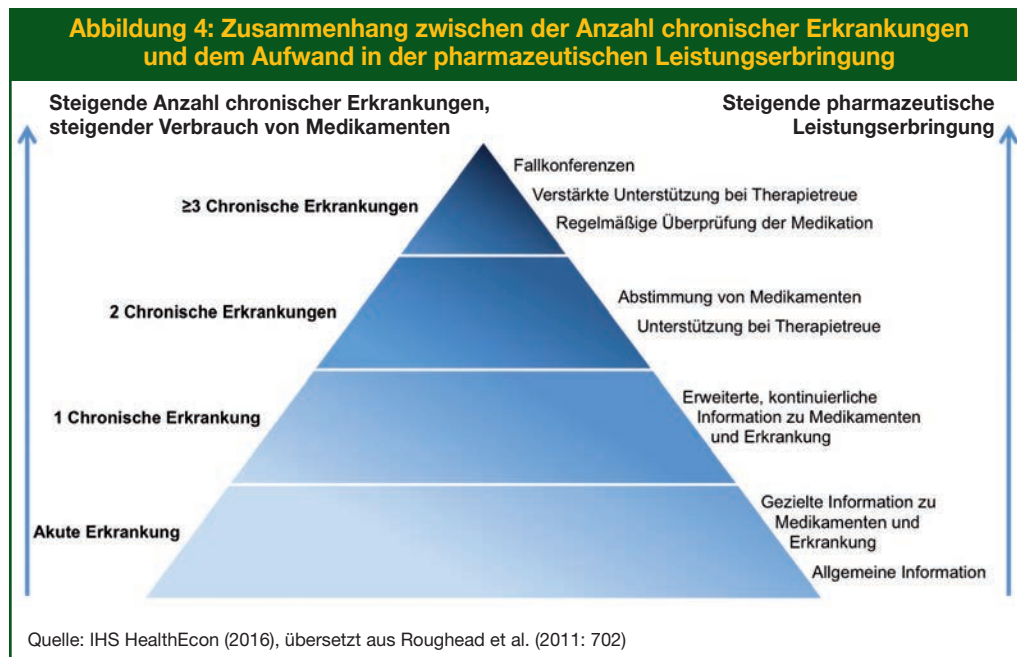 Abbildung 4: Zusammenhang zwischen der Anzahl chronischer Erkrankungen
und dem Aufwand in der pharmazeutischen Leistungserbringung
Steigende Anzahl chronischer Erkrankungen,
steigender Verbrauch von Medikamenten
Steigende pharmazeutische
Leistungserbringung
≥3 Chronische Erkrankungen
Fallkonferenzen
Verstärkte Unterstützung bei Therapietreue
Regelmäßige Überprüfung der Medikation
2 Chronische Erkrankungen
Abstimmung von Medikamenten
Unterstützung bei Therapietreue
1 Chronische Erkrankung
Erweiterte, kontinuierliche
Information zu Medikamenten
und Erkrankung
Akute Erkrankung
Gezielte Information zu
Medikamenten und
Erkrankung
Allgemeine Information
Quelle: IHS HealthEcon (2016), übersetzt aus Roughead et al. (2011: 702)